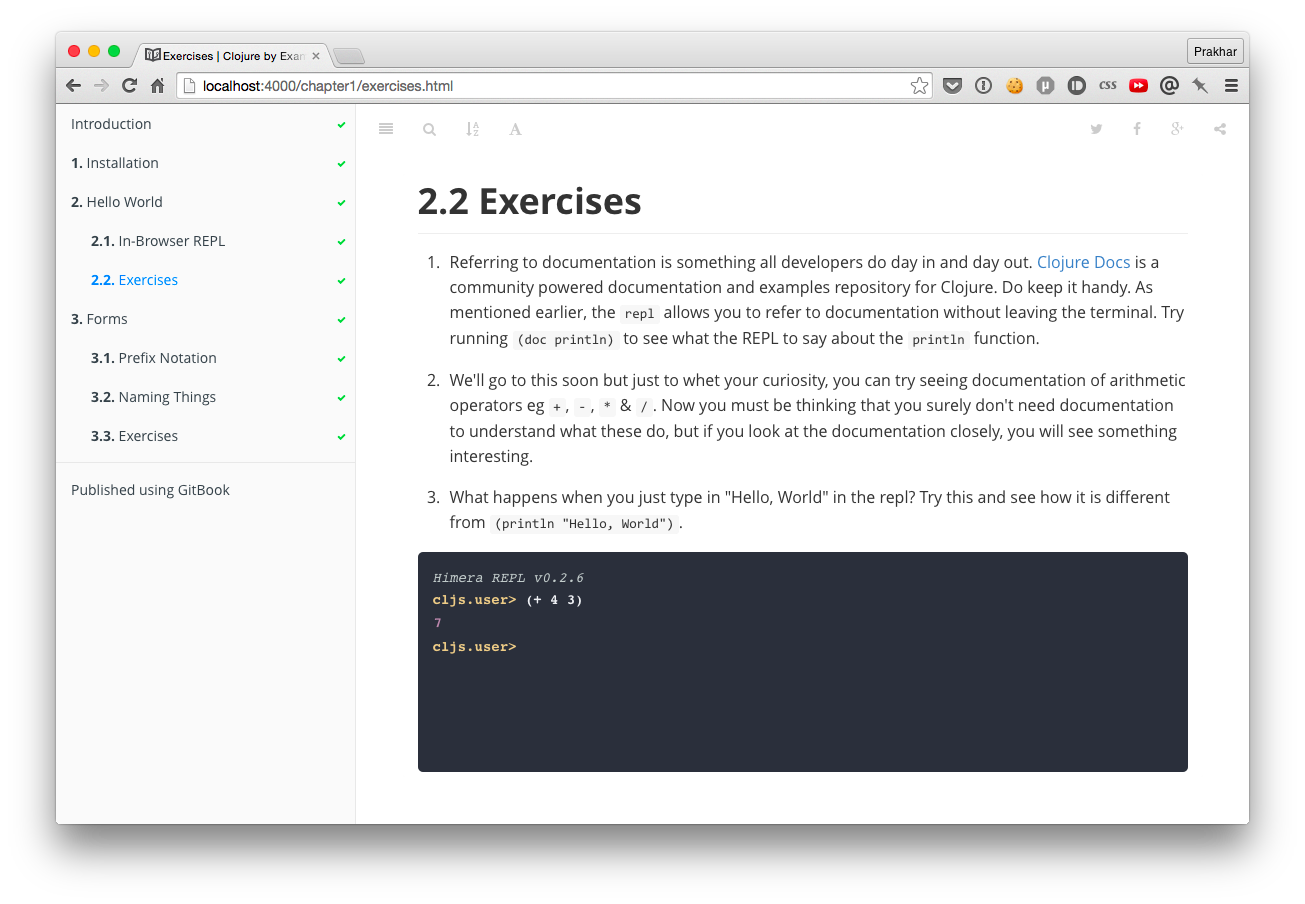 Exercises | Clojure by Exam
Prakhar
localhost:4000/chapter1/exercises.html
css
Introduction
1. Installation
2. Hello World
2.1. In-Browser REPL
2.2. Exercises
3. Forms
3.1. Prefix Notation
3.2. Naming Things
3.3. Exercises
Published using GitBook
A
2.2 Exercises
1. Referring to documentation is something all developers do day in and day out. Clojure Docs is a
community powered documentation and examples repository for Clojure. Do keep it handy. As
mentioned earlier, the repl allows you to refer to documentation without leaving the terminal. Try
running (doc println) to see what the REPL to say about the println function.
2. We'll go to this soon but just to whet your curiosity, you can try seeing documentation of arithmetic
operators eg +, -, * & /. Now you must be thinking that you surely don't need documentation
to understand what these do, but if you look at the documentation closely, you will see something
interesting.
3. What happens when you just type in "Hello, World" in the repl? Try this and see how it is different
from (println "Hello, World").
Himera REPL v0.2.6
cljs.user> (+ 4 3)
7
cljs.user>